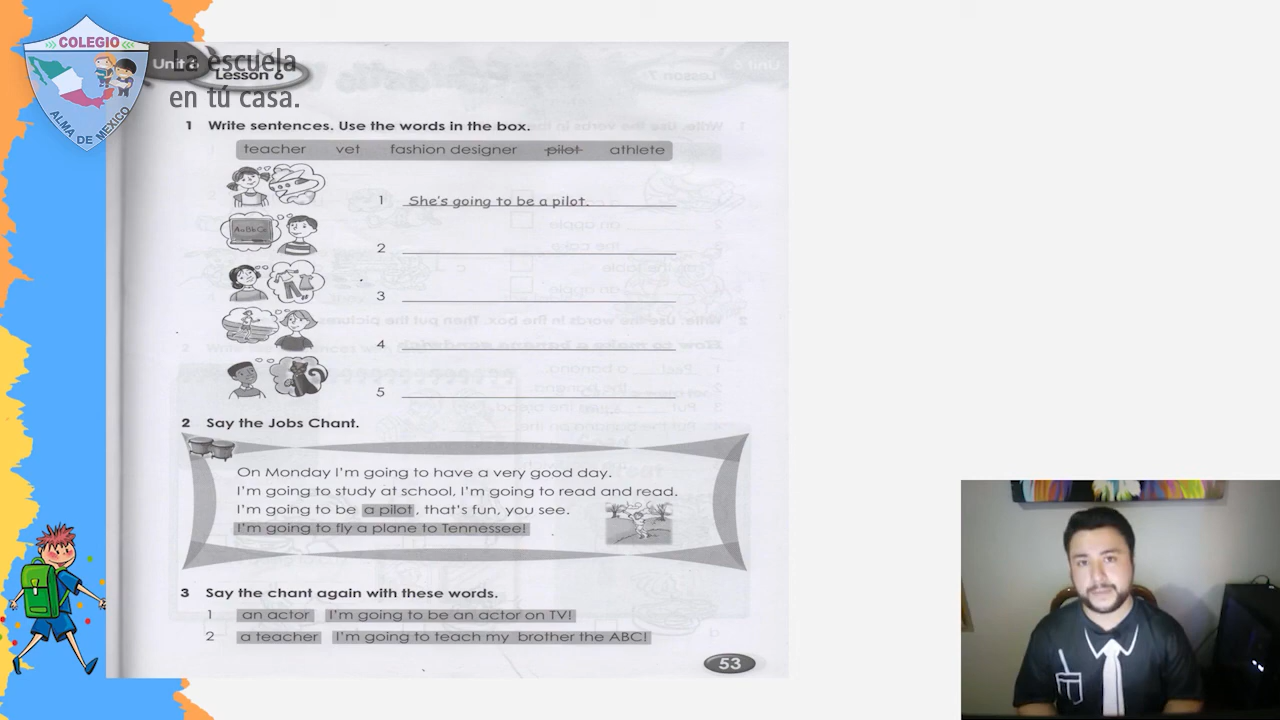 COLEGIO
ALMA DE MEXICO
La escuela
en tú casa.
Unit 6
Lesson 6
1 Write sentences. Use the words in the box.
teacher vet fashion designer pilot athlete
AaBbCc
1 She's going to be a pilot.
2
3
4
5
2 Say the Jobs Chant.
On Monday I'm going to have a very good day.
I'm going to study at school, I'm going to read and read.
I'm going to be a pilot, that's fun, you see.
I'm going to fly a plane to Tennessee!
3 Say the chant again with these words.
1 an actor I'm going to be an actor on TV!
2 a teacher I'm going to teach my brother the ABC!
53